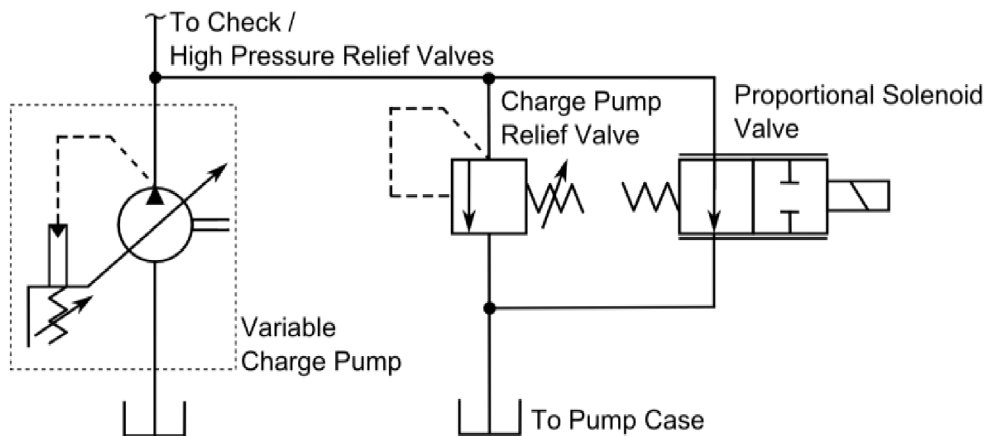 To Check /
High Pressure Relief Valves
Charge Pump
Relief Valve
Proportional Solenoid
Valve
Variable
Charge Pump
To Pump Case